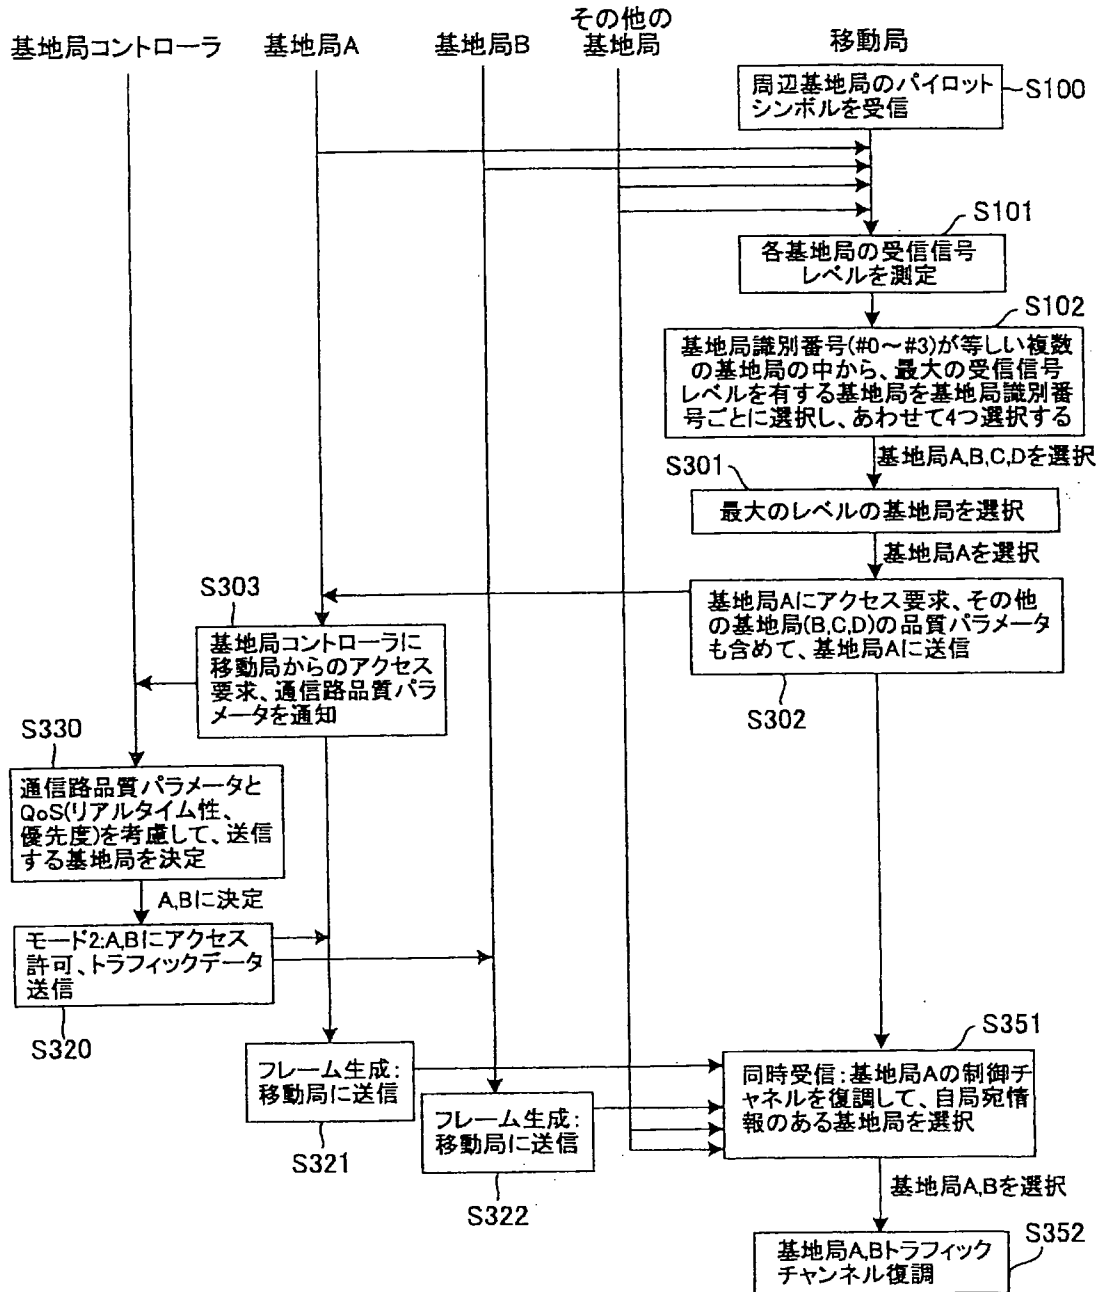 その他の
基地局コントローラ 基地局A 基地局B 基地局 移動局
周辺基地局のパイロット
シンボルを受信
S100
S101
各基地局の受信信号
レベルを測定
S102
基地局識別番号(#0～#3)が等しい複数
の基地局の中から、最大の受信信号
レベルを有する基地局を基地局識別番
号ごとに選択し、あわせて4つ選択する
基地局A,B,C,Dを選択
S301
最大のレベルの基地局を選択
基地局Aを選択
S303
基地局Aにアクセス要求、その他
の基地局(B,C,D)の品質パラメータ
も含めて、基地局Aに送信
S302
基地局コントローラに
移動局からのアクセス
要求、通信路品質パラ
メータを通知
S330
通信路品質パラメータと
QoS(リアルタイム性、
優先度)を考慮して、送信
する基地局を決定
A,Bに決定
モード2:A,Bにアクセス
許可、トラフィックデータ
送信
S320
フレーム生成:
移動局に送信
S321
フレーム生成:
移動局に送信
S322
S351
同時受信:基地局Aの制御チ
ャネルを復調して、自局宛情
報のある基地局を選択
基地局A,Bを選択
S352
基地局A,Bトラフィック
チャンネル復調